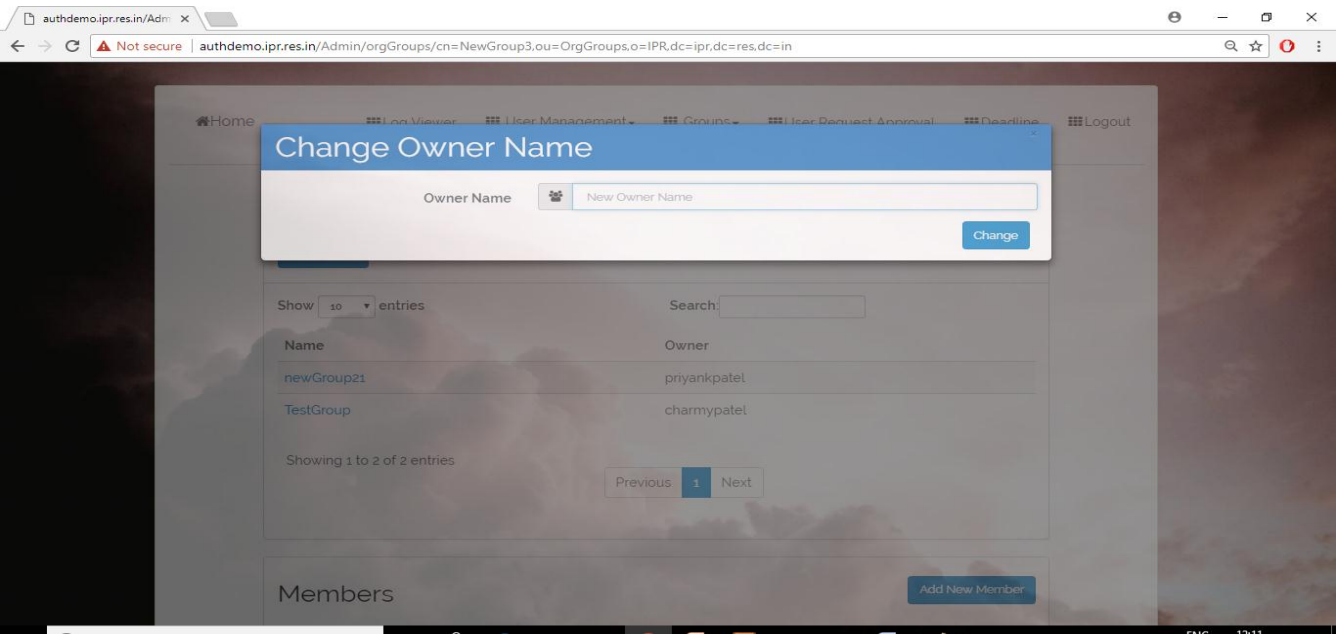 authdemo.ipr.res.in/Adm
Not secure authdemo.ipr.res.in/Admin/orgGroups/cn=NewGroup3,ou=OrgGroups,o=IPR,dc=ipr,dc=res,dc=in
Home Log Viewer User Management Groups User Request Approval Deadline Logout
Change Owner Name
Owner Name New Owner Name
Change
Show 10 entries Search:
Name Owner
newGroup21 priyankpatel
TestGroup charmypatel
Showing 1 to 2 of 2 entries
Previous 1 Next
Members Add New Member
ENG 12:11